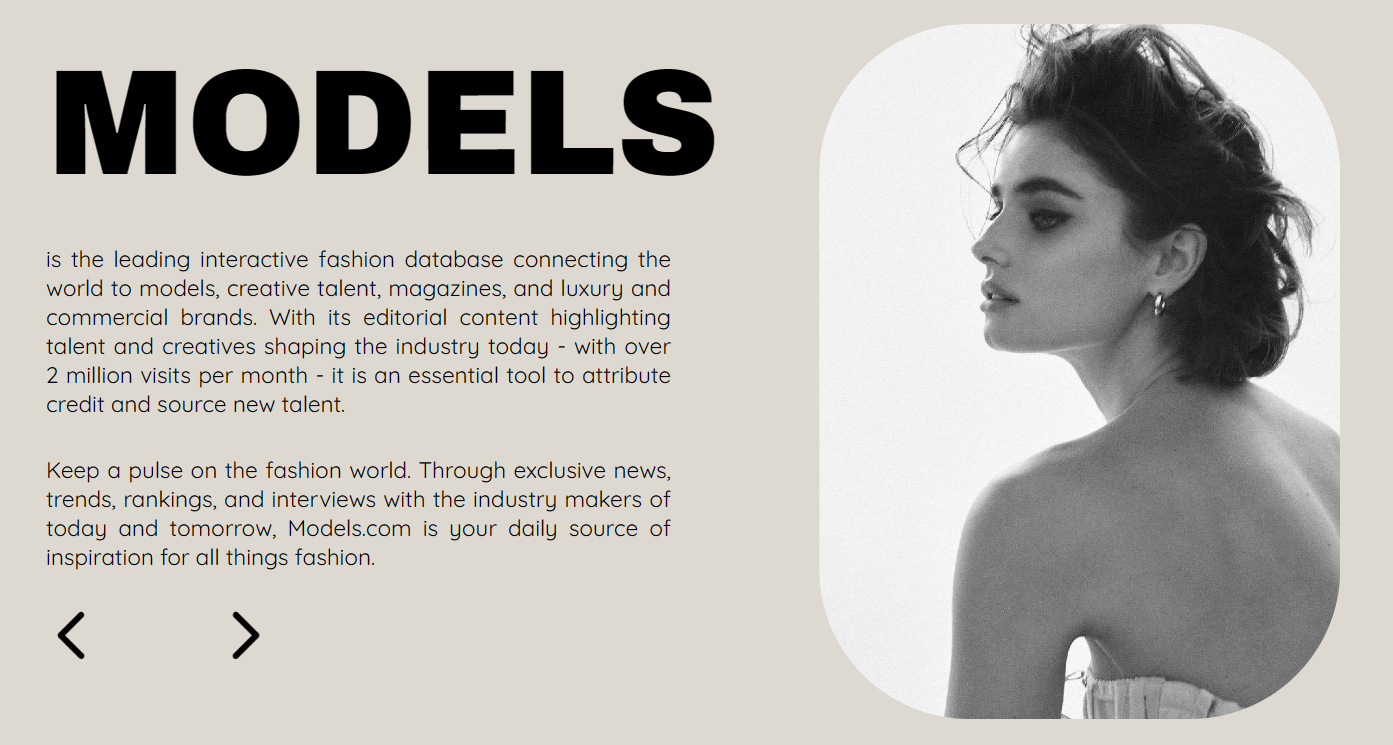 MODELS
is the leading interactive fashion database connecting the
world to models, creative talent, magazines, and luxury and
commercial brands. With its editorial content highlighting
talent and creatives shaping the industry today - with over
2 million visits per month - it is an essential tool to attribute
credit and source new talent.
Keep a pulse on the fashion world. Through exclusive news,
trends, rankings, and interviews with the industry makers of
today and tomorrow, Models.com is your daily source of
inspiration for all things fashion.